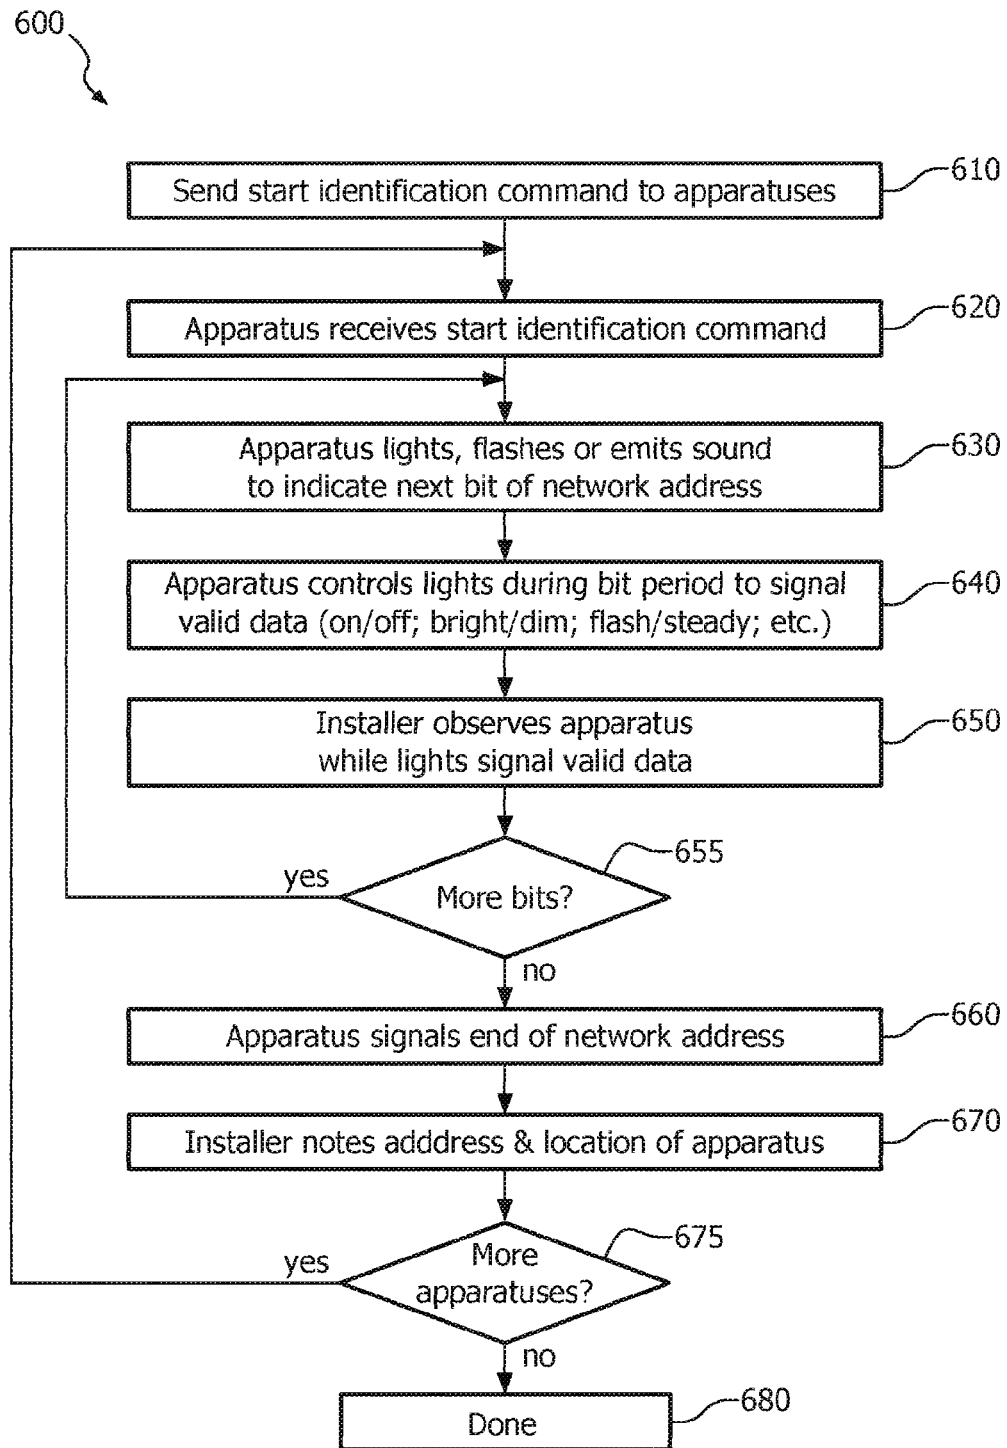 600
Send start identification command to apparatuses
610
Apparatus receives start identification command
620
Apparatus lights, flashes or emits sound
to indicate next bit of network address
630
Apparatus controls lights during bit period to signal
valid data (on/off; bright/dim; flash/steady; etc.)
640
Installer observes apparatus
while lights signal valid data
650
More bits?
655
yes
no
Apparatus signals end of network address
660
Installer notes adddress & location of apparatus
670
More
apparatuses?
675
yes
no
Done
680